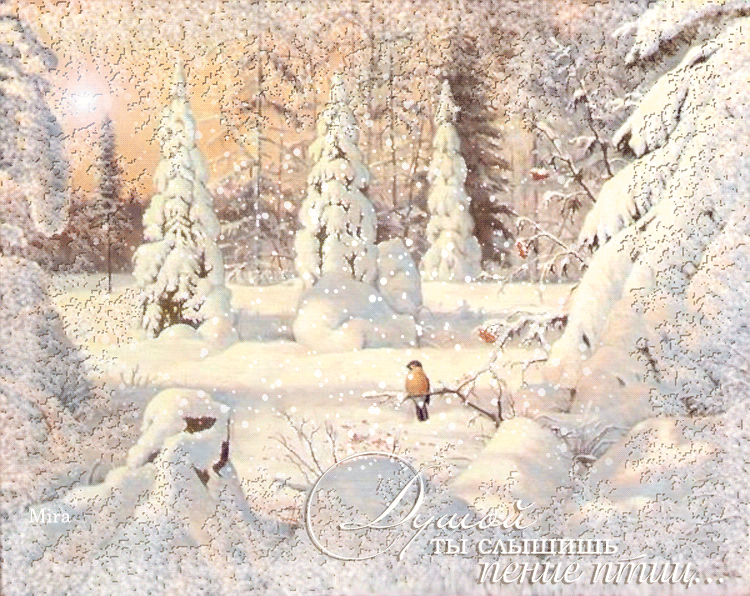 Mira
Душой
ты слышишь
пение птиц...